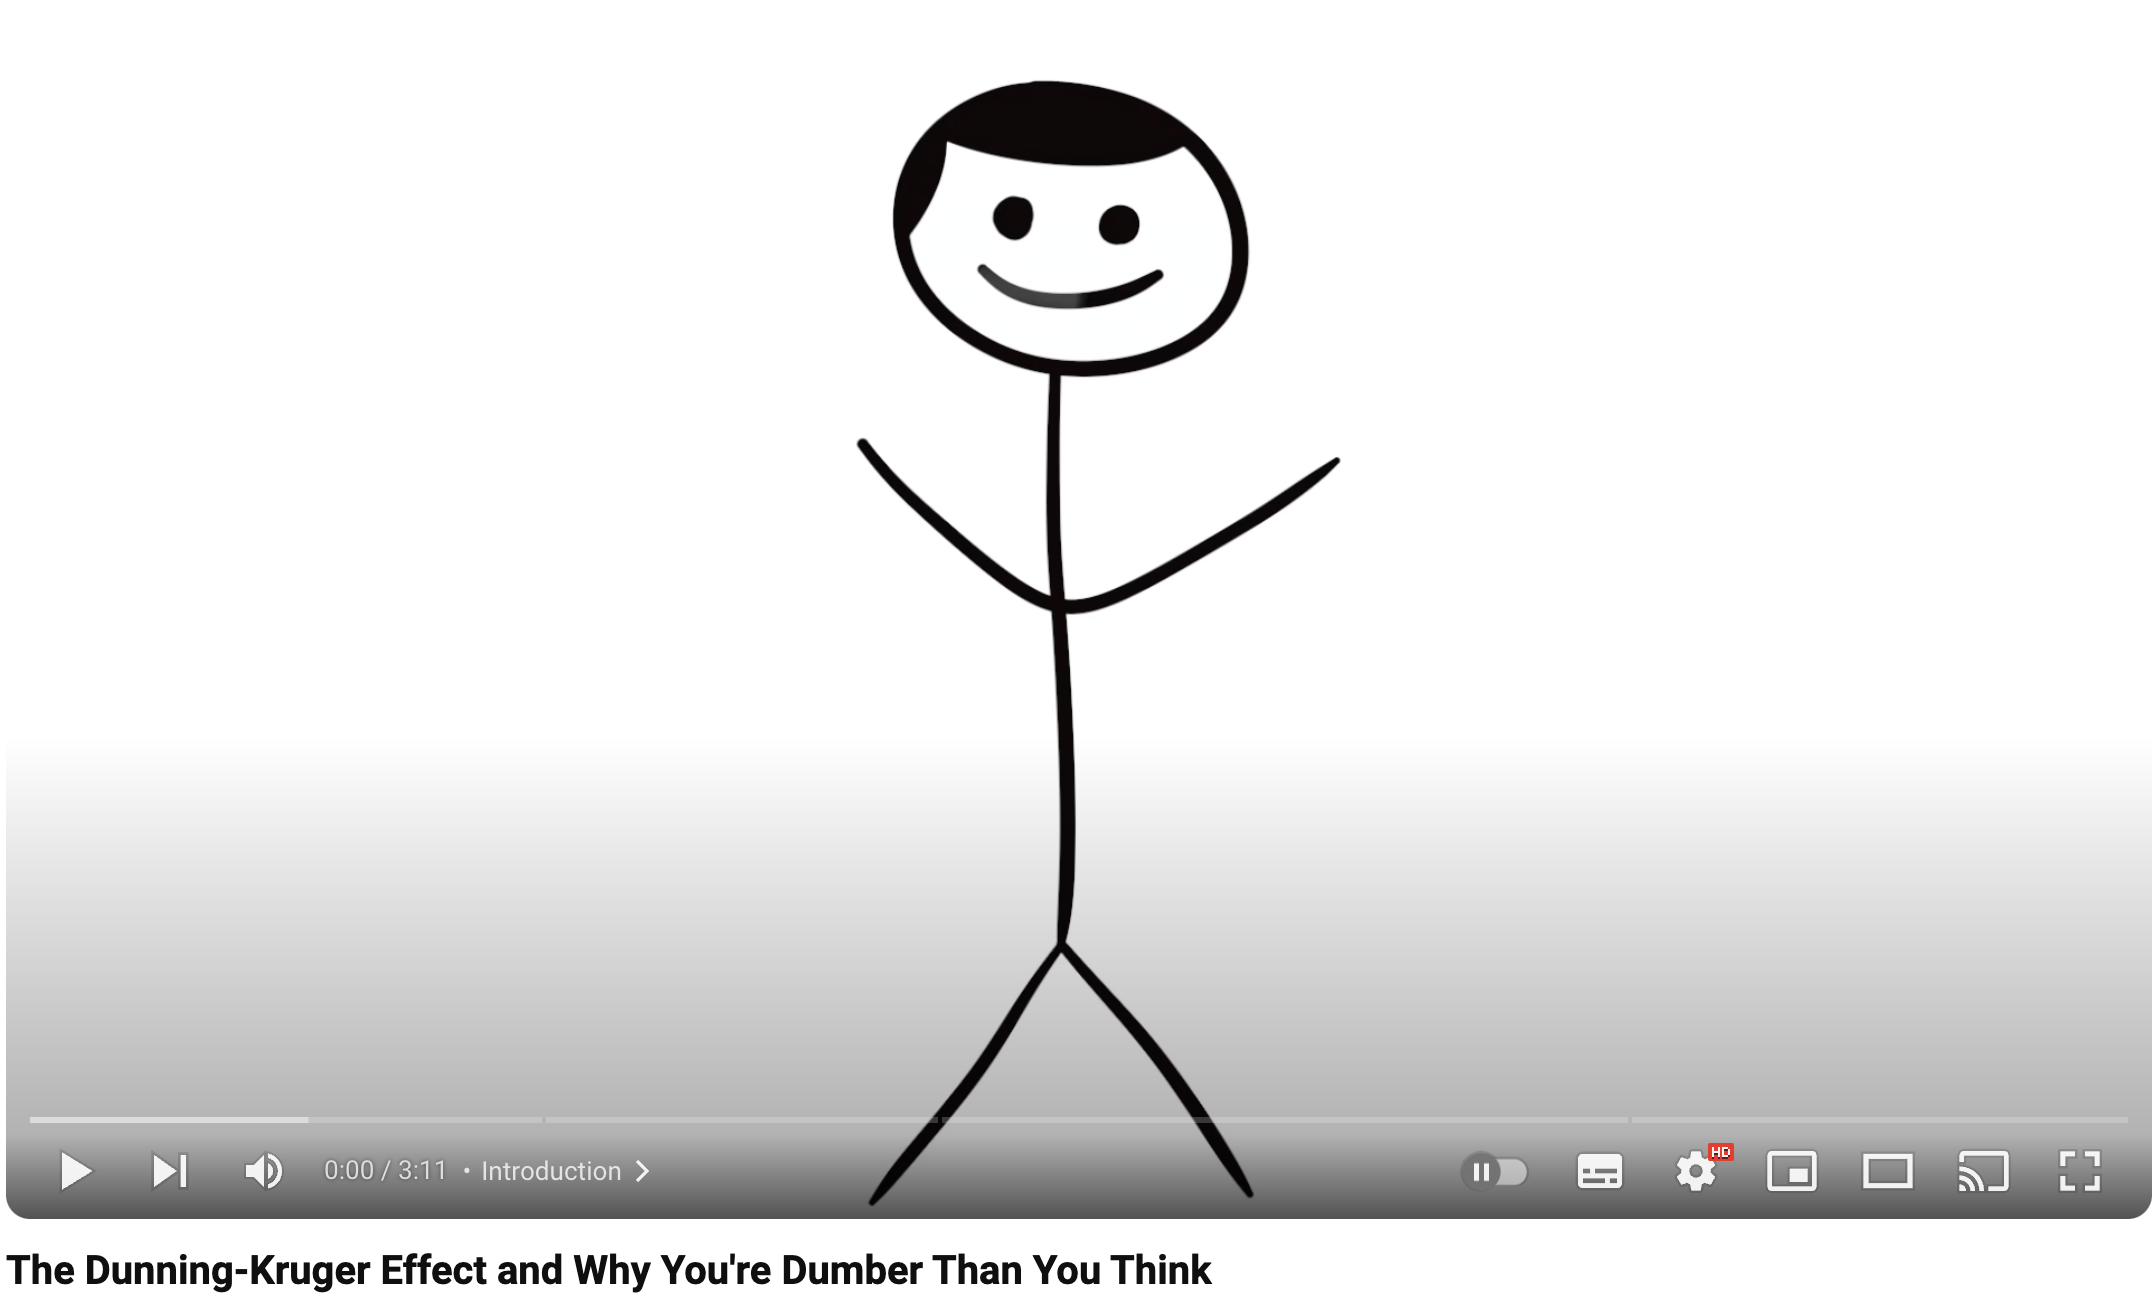 HD
0:00 / 3:11 • Introduction
The Dunning-Kruger Effect and Why You're Dumber Than You Think